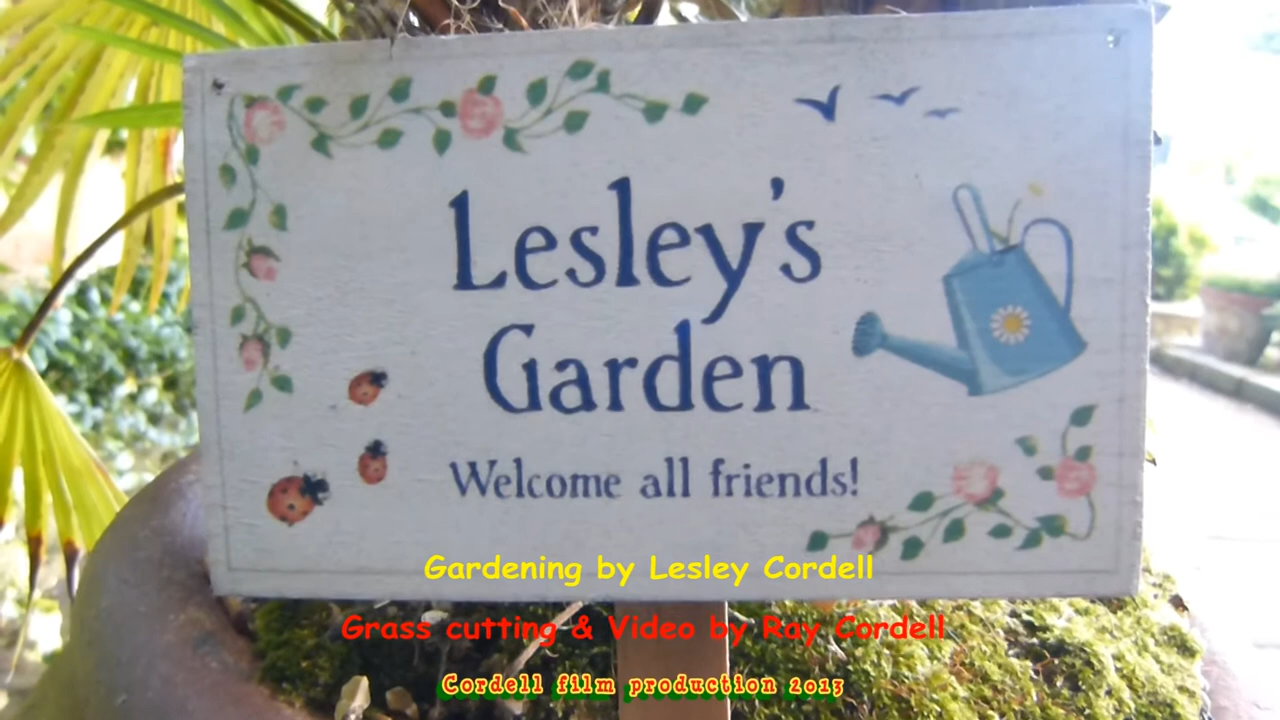 Lesley's
Garden
Welcome all friends!
Gardening by Lesley Cordell
Grass cutting & Video by Ray Cordell
Cordell film production 2013